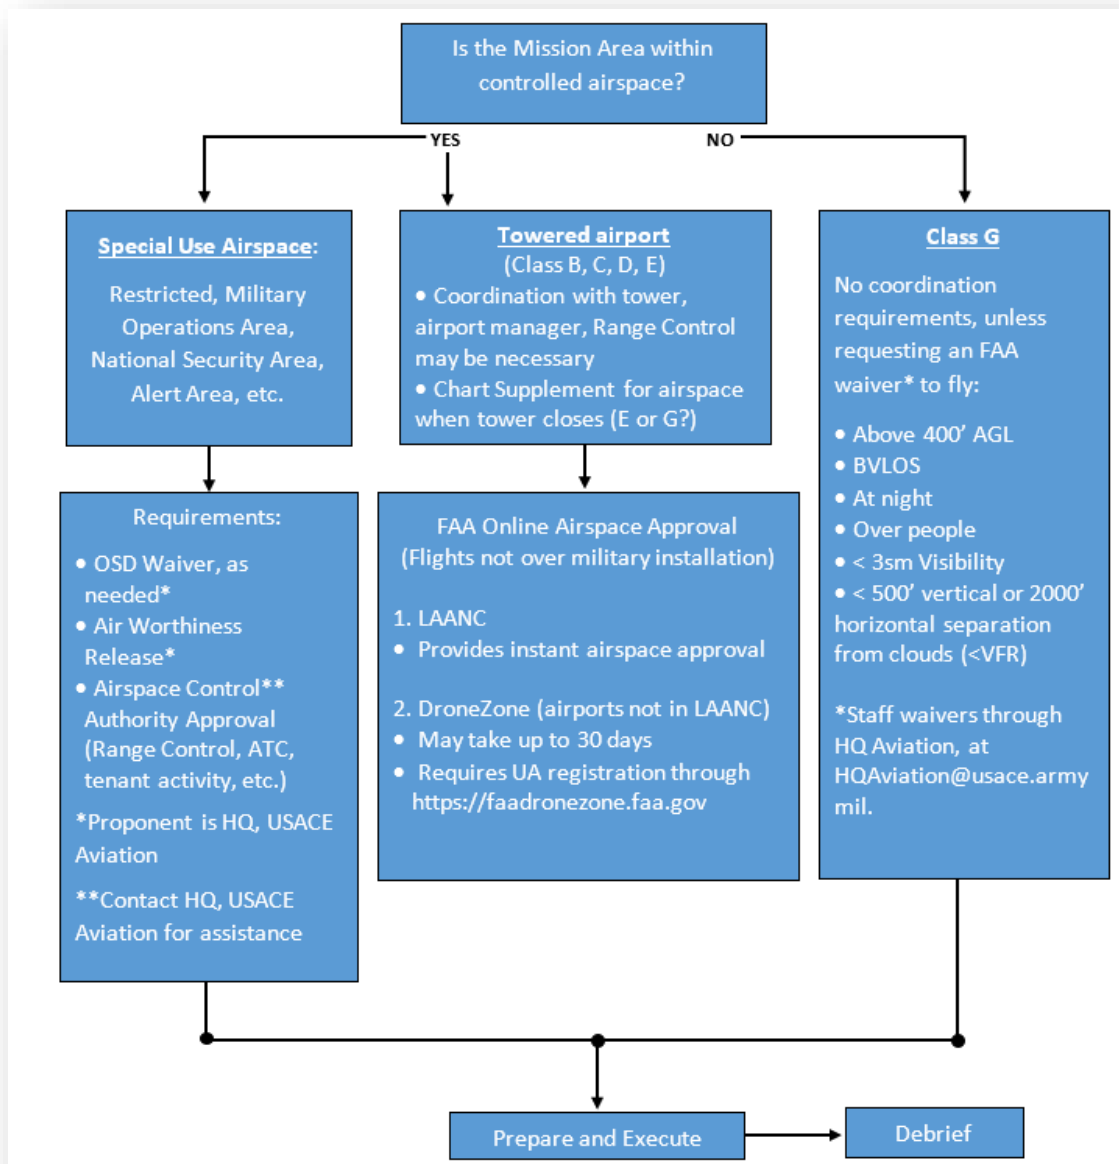 Is the Mission Area within
controlled airspace?
YES
NO
Special Use Airspace:
Restricted, Military
Operations Area,
National Security Area,
Alert Area, etc.
Towered airport
(Class B, C, D, E)
• Coordination with tower,
airport manager, Range Control
may be necessary
• Chart Supplement for airspace
when tower closes (E or G?)
Class G
No coordination
requirements, unless
requesting an FAA
waiver* to fly:
• Above 400’ AGL
• BVLOS
• At night
• Over people
• < 3sm Visibility
• < 500’ vertical or 2000’
horizontal separation
from clouds (<VFR)
*Staff waivers through
HQ Aviation, at
HQAviation@usace.army
mil.
Requirements:
• OSD Waiver, as
needed*
• Air Worthiness
Release*
• Airspace Control**
Authority Approval
(Range Control, ATC,
tenant activity, etc.)
*Proponent is HQ, USACE
Aviation
**Contact HQ, USACE
Aviation for assistance
FAA Online Airspace Approval
(Flights not over military installation)
1. LAANC
• Provides instant airspace approval
2. DroneZone (airports not in LAANC)
• May take up to 30 days
• Requires UA registration through
https://faadronezone.faa.gov
Prepare and Execute
Debrief